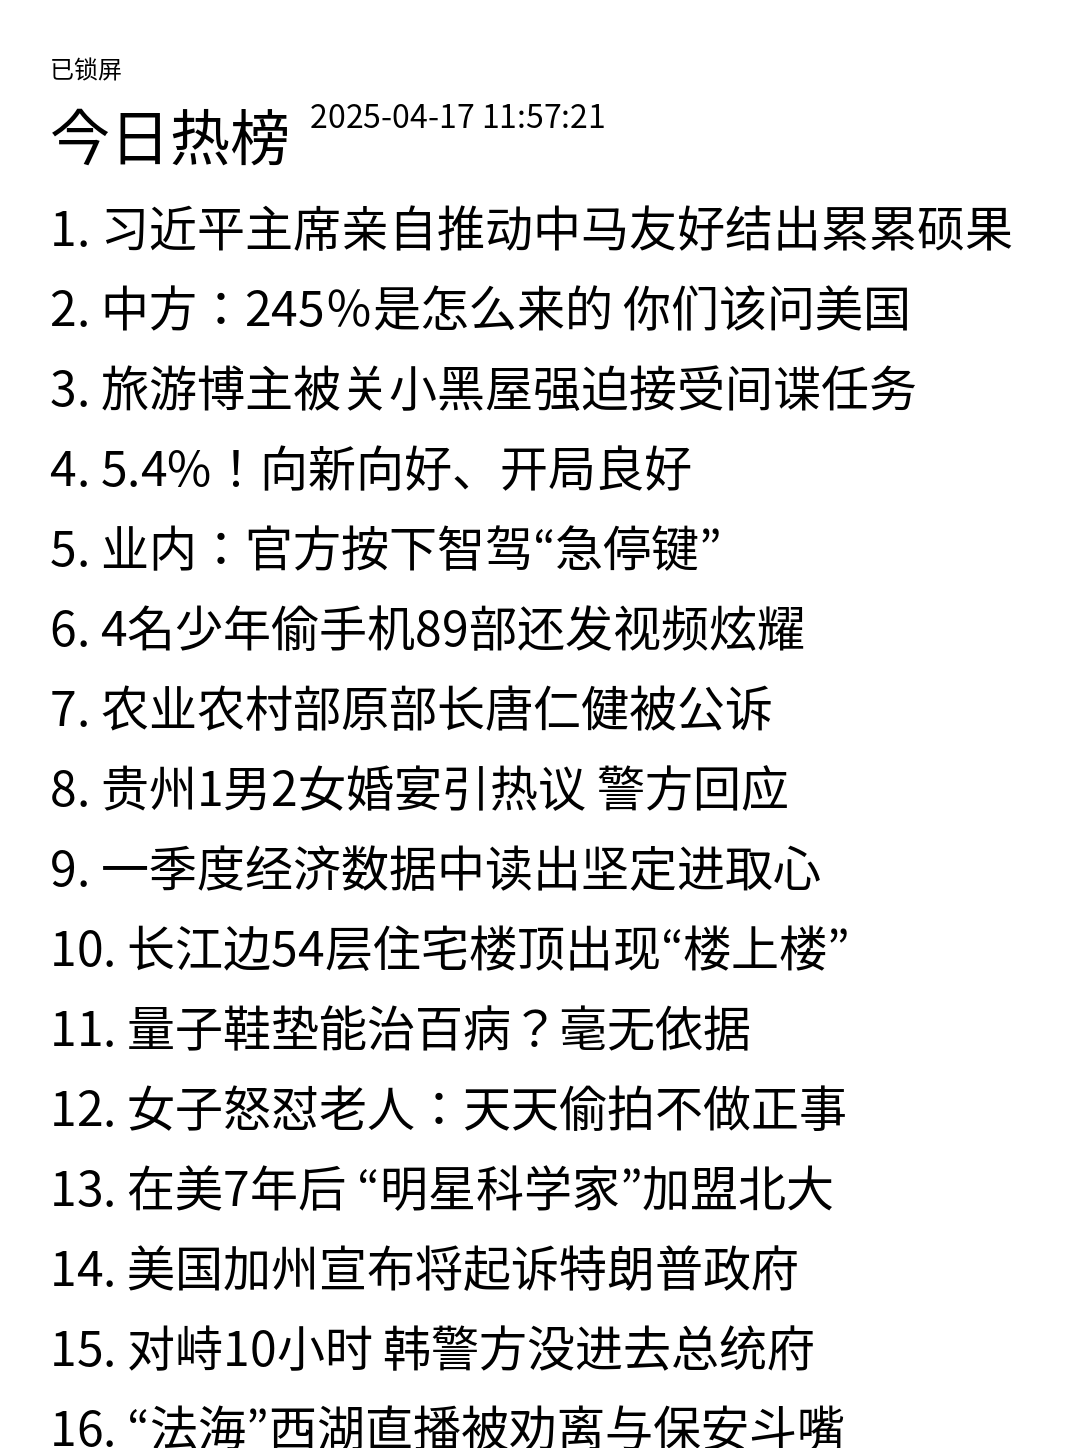 已锁屏
今日热榜 2025-04-17 11:57:21
1. 习近平主席亲自推动中马友好结出累累硕果
2. 中方：245%是怎么来的 你们该问美国
3. 旅游博主被关小黑屋强迫接受间谍任务
4. 5.4%！向新向好、开局良好
5. 业内：官方按下智驾“急停键”
6. 4名少年偷手机89部还发视频炫耀
7. 农业农村部原部长唐仁健被公诉
8. 贵州1男2女婚宴引热议 警方回应
9. 一季度经济数据中读出坚定进取心
10. 长江边54层住宅楼顶出现“楼上楼”
11. 量子鞋垫能治百病？毫无依据
12. 女子怒怼老人：天天偷拍不做正事
13. 在美7年后 “明星科学家”加盟北大
14. 美国加州宣布将起诉特朗普政府
15. 对峙10小时 韩警方没进去总统府
16. “法海”西湖直播被劝离与保安斗嘴